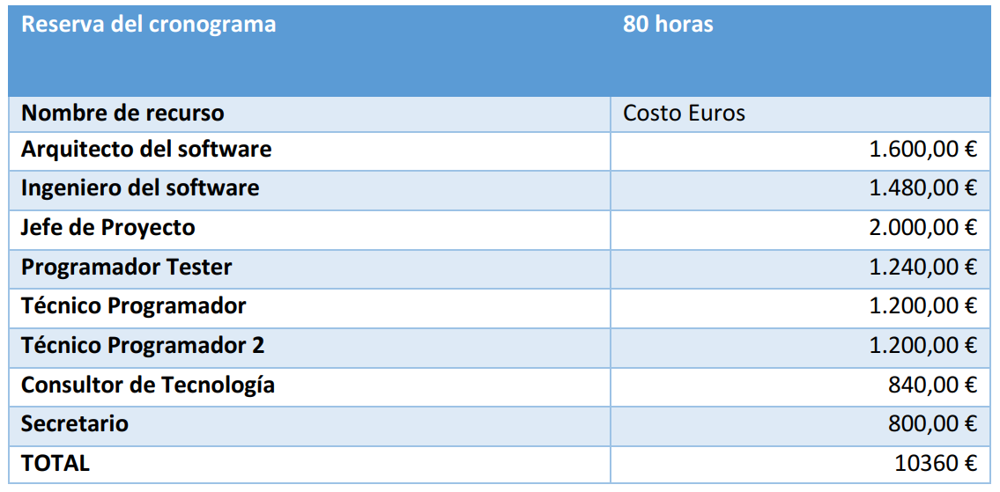 Reserva del cronograma 80 horas
Nombre de recurso Costo Euros
Arquitecto del software 1.600,00 €
Ingeniero del software 1.480,00 €
Jefe de Proyecto 2.000,00 €
Programador Tester 1.240,00 €
Técnico Programador 1.200,00 €
Técnico Programador 2 1.200,00 €
Consultor de Tecnología 840,00 €
Secretario 800,00 €
TOTAL 10360 €